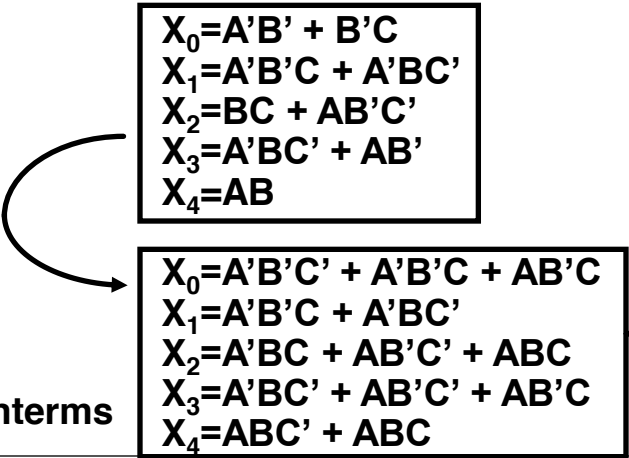 X₀=A’B’ + B’C
X₁=A’B’C + A’BC’
X₂=BC + AB’C’
X₃=A’BC’ + AB’
X₄=AB
X₀=A’B’C’ + A’B’C + AB’C
X₁=A’B’C + A’BC’
X₂=A’BC + AB’C’ + ABC
X₃=A’BC’ + AB’C’ + AB’C
nterms
X₄=ABC’ + ABC